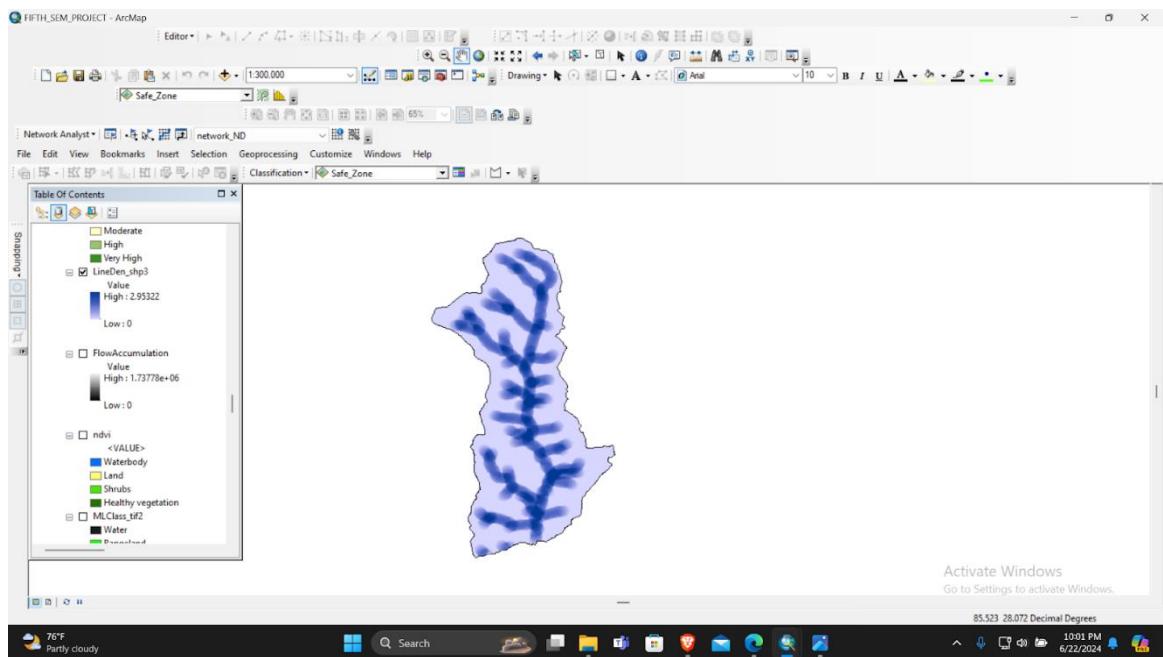 FIFTH_SEM_PROJECT - ArcMap
Editor
1:300.000
Drawing
A
Arial
10
B I U A
Safe_Zone
65%
Network Analyst
network_ND
File Edit View Bookmarks Insert Selection Geoprocessing Customize Windows Help
Classification
Safe_Zone
Table Of Contents
Snapping
Moderate
High
Very High
LineDen_shp3
Value
High : 2.95322
Low : 0
FlowAccumulation
Value
High : 1.73778e+06
Low : 0
ndvi
<VALUE>
Waterbody
Land
Shrubs
Healthy vegetation
MLClass_tif2
Water
Rangeland
Activate Windows
Go to Settings to activate Windows.
85.523 28.072 Decimal Degrees
76°F
Partly cloudy
Search
10:01 PM
6/22/2024